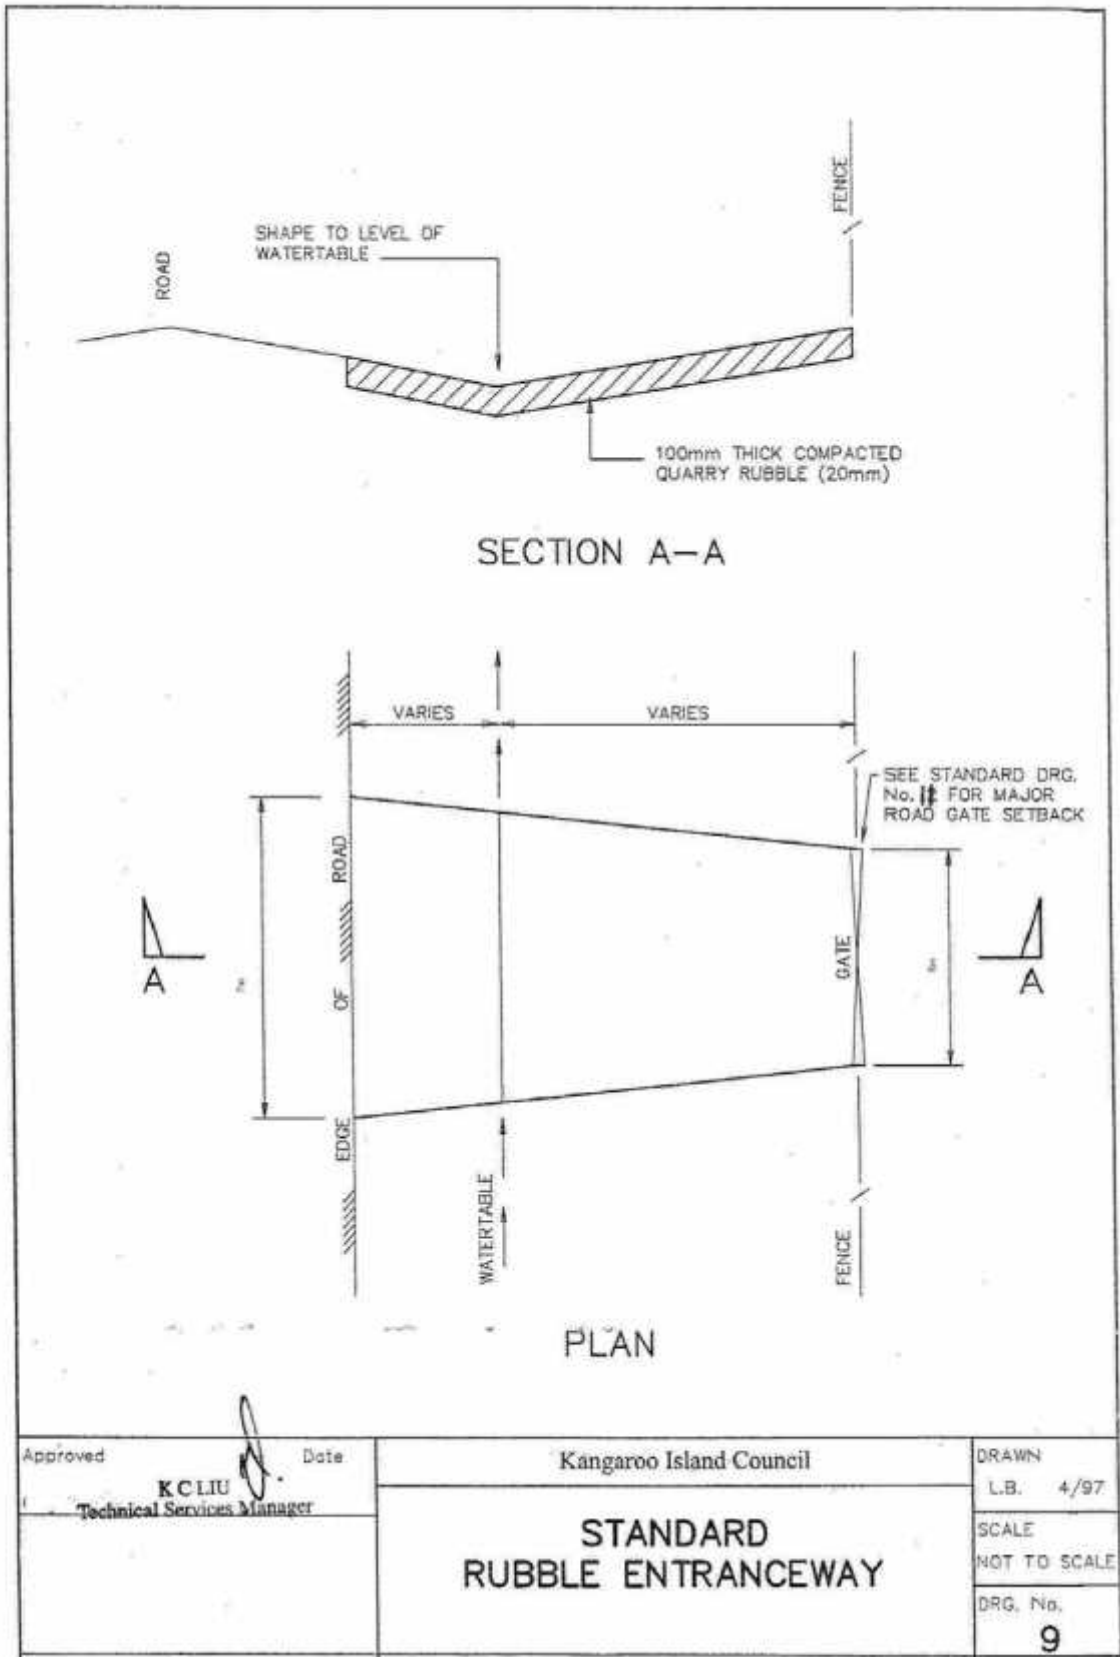 FENCE
SHAPE TO LEVEL OF
WATERTABLE
ROAD
100mm THICK COMPACTED
QUARRY RUBBLE (20mm)
SECTION A-A
VARIES
VARIES
SEE STANDARD DRG.
No. FOR MAJOR
ROAD GATE SETBACK
EDGE OF ROAD
GATE
A
A
WATERTABLE
FENCE
PLAN
Approved
Date
K C LIU
Technical Services Manager
Kangaroo Island Council
STANDARD
RUBBLE ENTRANCEWAY
DRAWN
L.B. 4/97
SCALE
NOT TO SCALE
DRG. No.
9